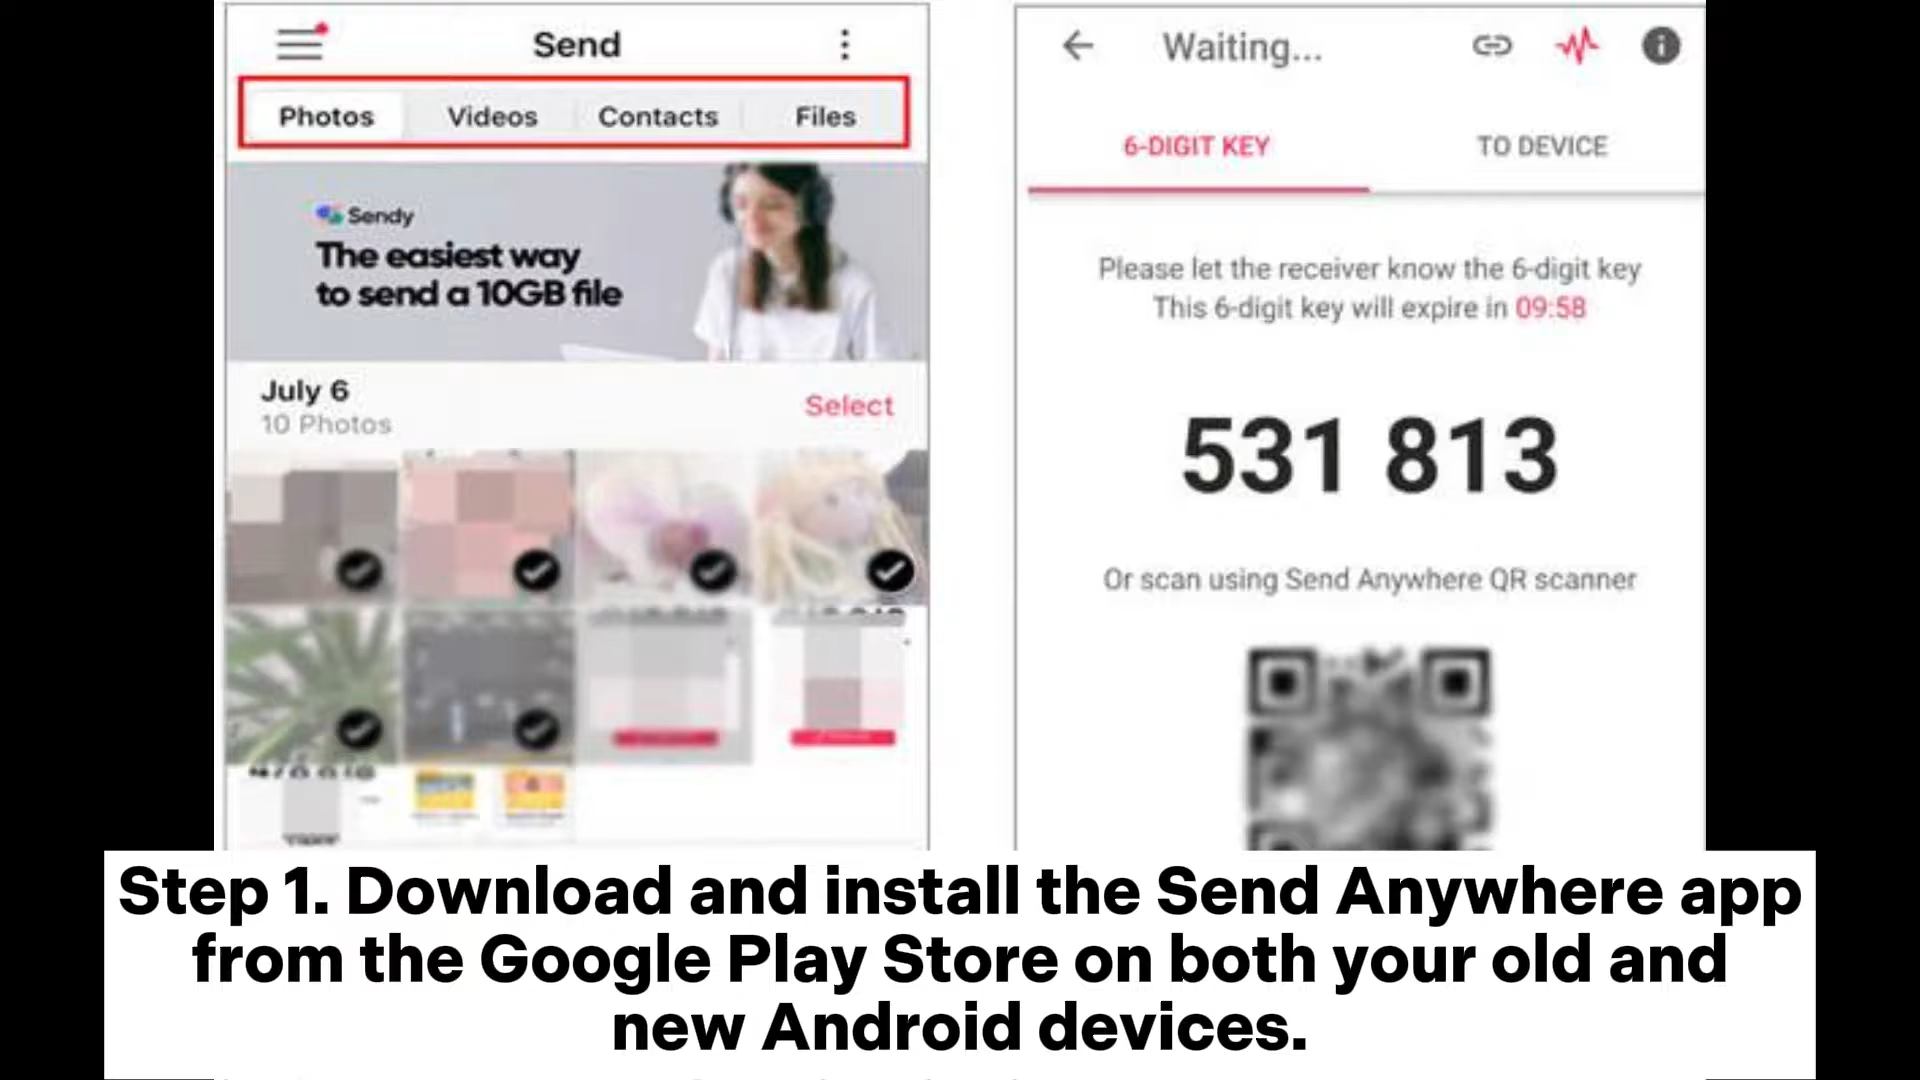 Send
Photos Videos Contacts Files
Sendy
The easiest way
to send a 10GB file
July 6
10 Photos
Select
Waiting...
6-DIGIT KEY TO DEVICE
Please let the receiver know the 6-digit key
This 6-digit key will expire in 09:58
531 813
Or scan using Send Anywhere QR scanner
Step 1. Download and install the Send Anywhere app
from the Google Play Store on both your old and
new Android devices.